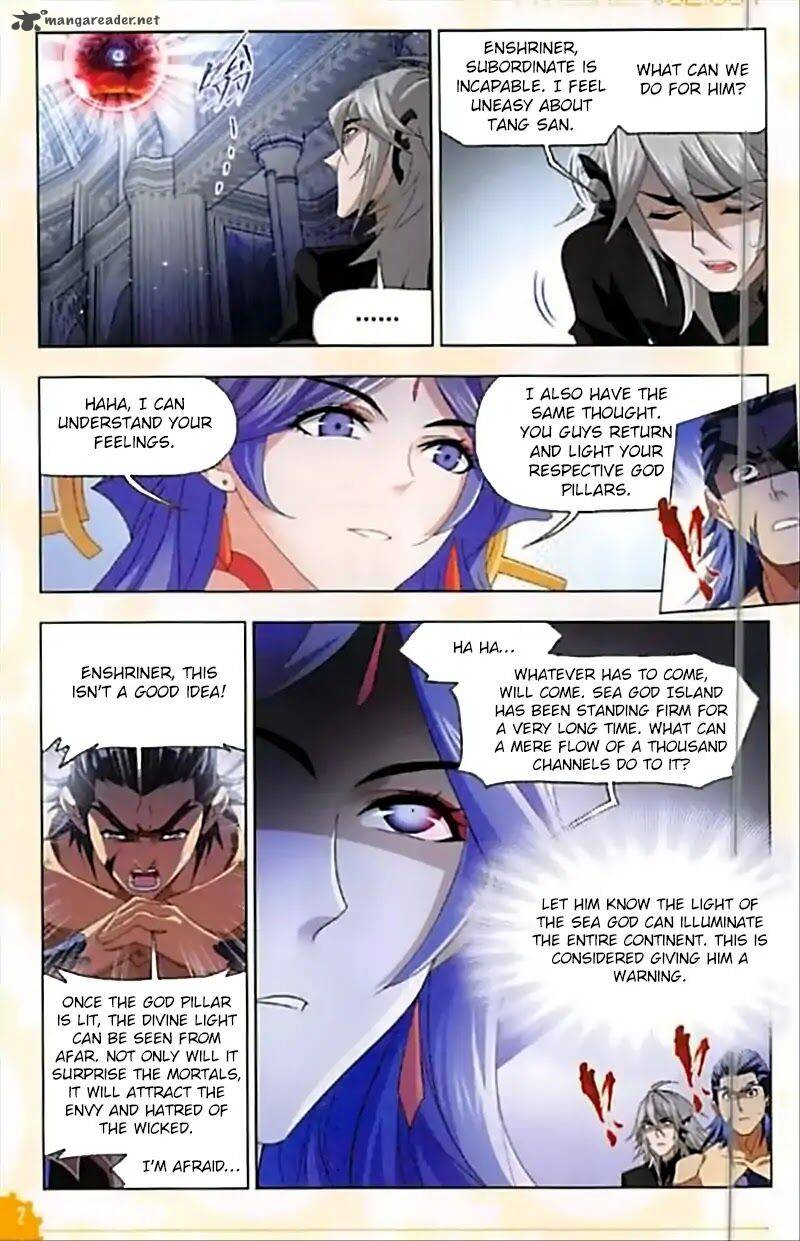 mangareader.net
ENSHRINER,
SUBORDINATE IS
INCAPABLE. I FEEL
UNEASY ABOUT
TANG SAN.
WHAT CAN WE
DO FOR HIM?
......
HAHA, I CAN
UNDERSTAND YOUR
FEELINGS.
I ALSO HAVE THE
SAME THOUGHT.
YOU GUYS RETURN
AND LIGHT YOUR
RESPECTIVE GOD
PILLARS.
ENSHRINER, THIS
ISN'T A GOOD IDEA!
ONCE THE GOD PILLAR
IS LIT, THE DIVINE LIGHT
CAN BE SEEN FROM
AFAR. NOT ONLY WILL IT
SURPRISE THE MORTALS,
IT WILL ATTRACT THE
ENVY AND HATRED OF
THE WICKED.
I'M AFRAID...
HA HA...
WHATEVER HAS TO COME,
WILL COME. SEA GOD ISLAND
HAS BEEN STANDING FIRM FOR
A VERY LONG TIME. WHAT CAN
A MERE FLOW OF A THOUSAND
CHANNELS DO TO IT?
LET HIM KNOW THE LIGHT OF
THE SEA GOD CAN ILLUMINATE
THE ENTIRE CONTINENT. THIS IS
CONSIDERED GIVING HIM A
WARNING.
2